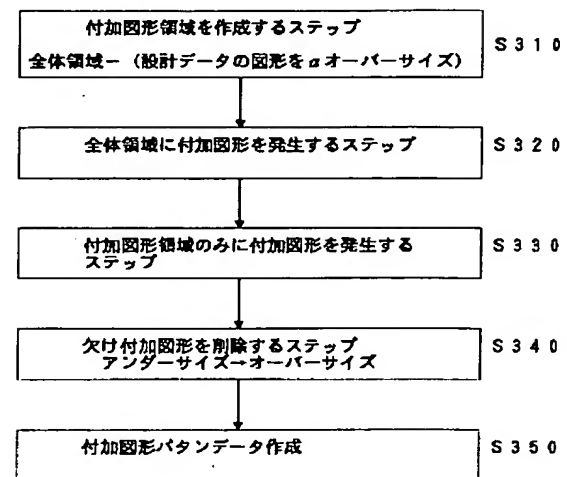 付加図形領域を作成するステップ
全体領域－（設計データの図形をαオーバーサイズ）
S310
全体領域に付加図形を発生するステップ
S320
付加図形領域のみに付加図形を発生する
ステップ
S330
欠け付加図形を削除するステップ
アンダーサイズ→オーバーサイズ
S340
付加図形パタンデータ作成
S350